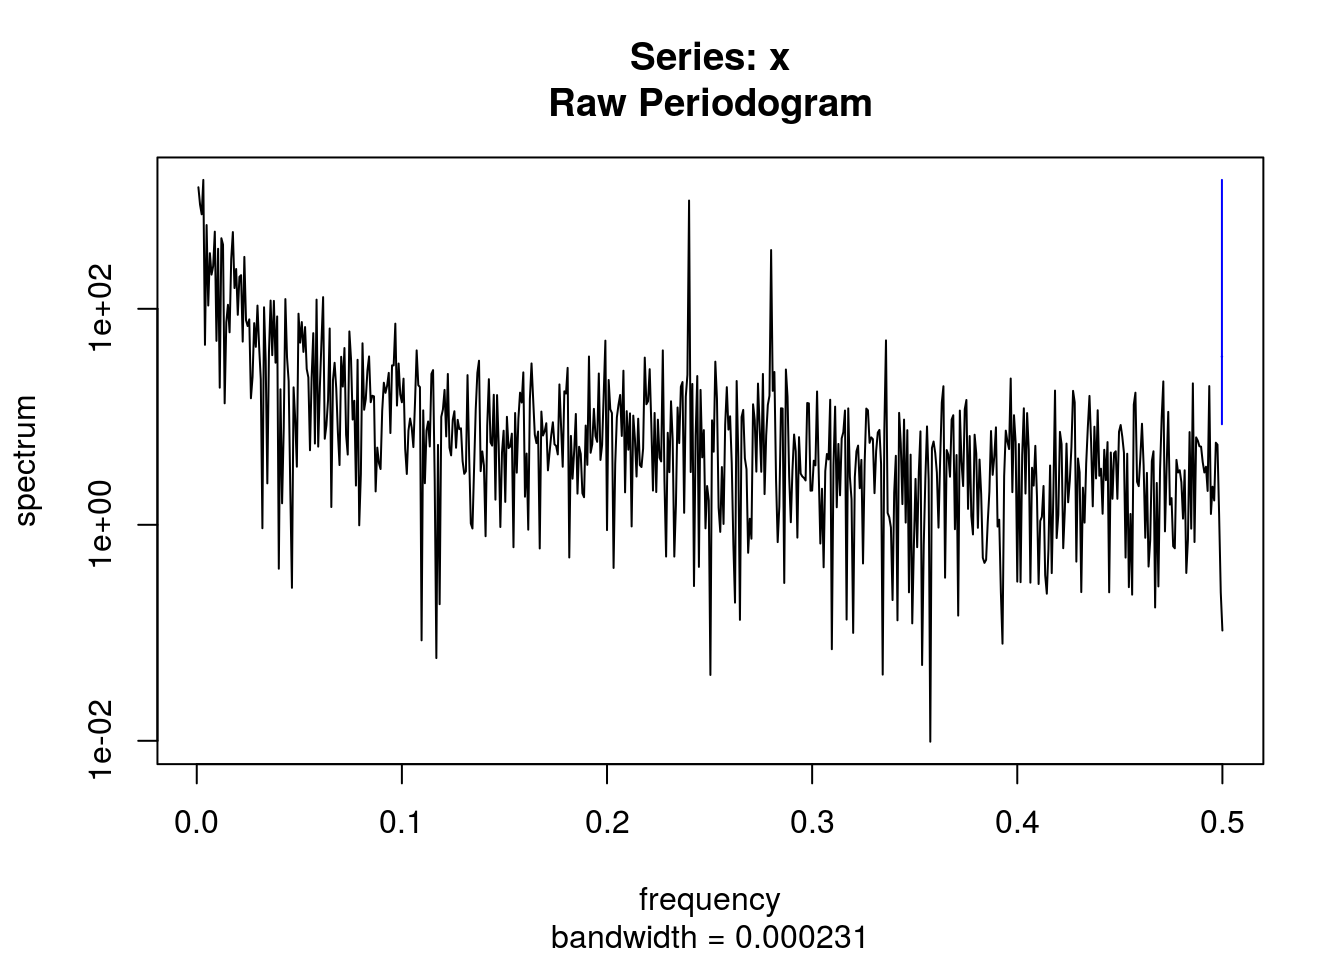 Series: x
Raw Periodogram
spectrum
1e+02
1e+00
1e-02
0.0 0.1 0.2 0.3 0.4 0.5
frequency
bandwidth = 0.000231